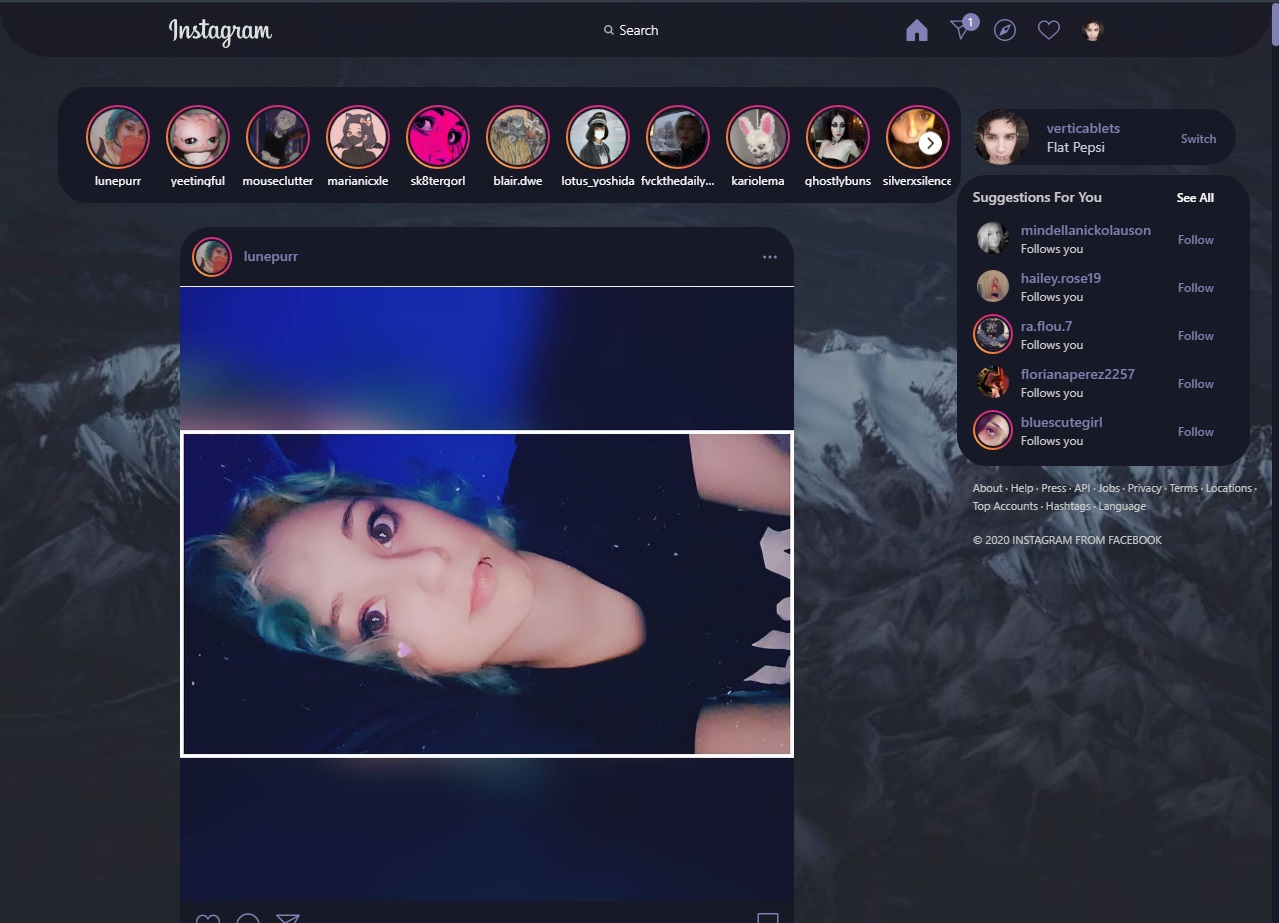 Instagram
Search
1
lunepurr
yeetingful
mouseclutter
marianicxle
sk8terqorl
blair.dwe
lotus_yoshida
fvckthedaily...
kariolema
ghostlybuns
silverxsilence
verticablets
Flat Pepsi
Switch
Suggestions For You
See All
mindellanickolauson
Follows you
Follow
hailey.rose19
Follows you
Follow
ra.flou.7
Follows you
Follow
florianaperez2257
Follows you
Follow
bluescutegirl
Follows you
Follow
About · Help · Press · API · Jobs · Privacy · Terms · Locations ·
Top Accounts · Hashtags · Language
© 2020 INSTAGRAM FROM FACEBOOK
lunepurr